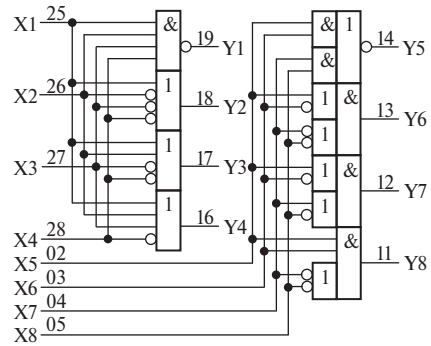 X1 25 & 19 Y1
X2 26 1 18 Y2
X3 27 1 17 Y3
X4 28 1 16 Y4
X5 02
X6 03
X7 04
X8 05
& 1 14 Y5
&
1 & 13 Y6
1
1 & 12 Y7
1
& 11 Y8
1